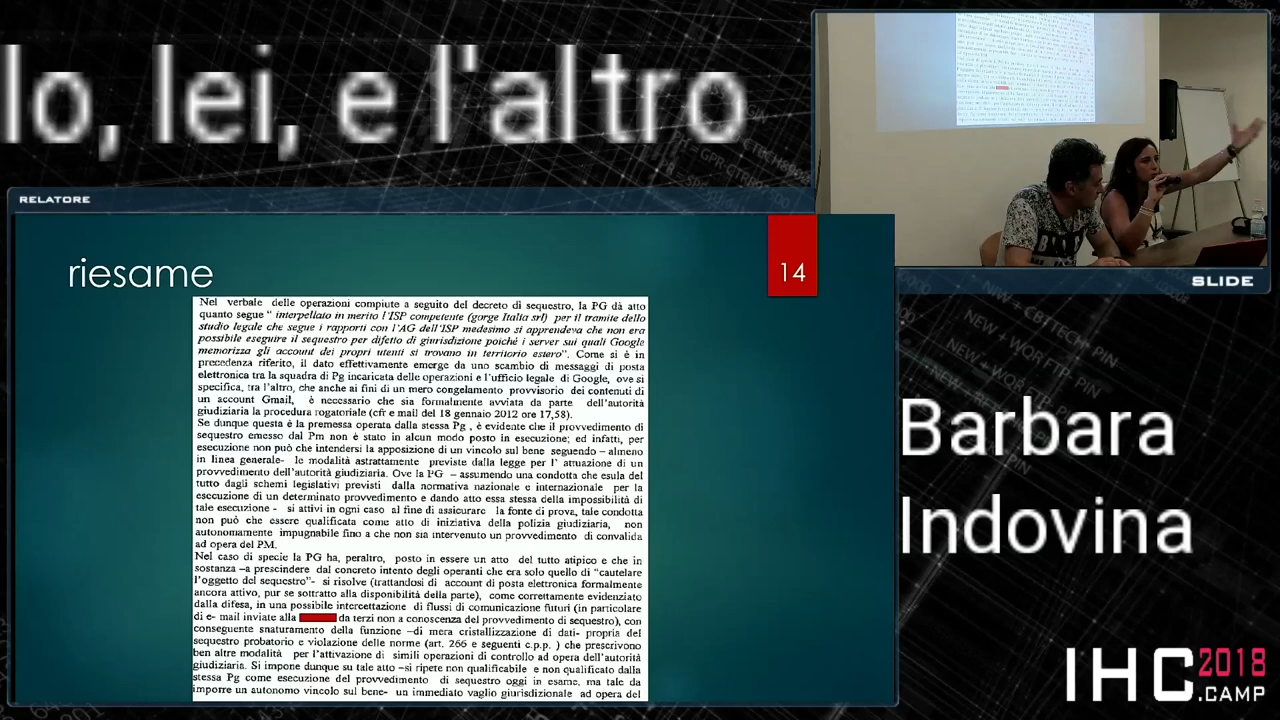 lo, lei, e l'altro
RELATORE
riesame
14
Nel verbale delle operazioni compiute a seguito del decreto di sequestro, la PG dà atto
quanto segue “ interpellato in merito l'ISP competente (gorge Italia srl) per il tramite dello
studio legale che segue i rapporti con l'AG dell'ISP medesimo si apprendeva che non era
possibile eseguire il sequestro per difetto di giurisdizione poiché i server sui quali Google
memorizza gli account dei propri utenti si trovano in territorio estero”. Come si è in
precedenza riferito, il dato effettivamente emerge da uno scambio di messaggi di posta
elettronica tra la squadra di Pg incaricata delle operazioni e l'ufficio legale di Google, ove si
specifica, tra l'altro, che anche ai fini di un mero congelamento provvisorio dei contenuti di
un account Gmail, è necessario che sia formalmente avviata da parte dell'autorità
giudiziaria la procedura rogatoriale (cfr e mail del 18 gennaio 2012 ore 17,58).
Se dunque questa è la premessa operata dalla stessa Pg , è evidente che il provvedimento di
sequestro emesso dal Pm non è stato in alcun modo posto in esecuzione; ed infatti, per
esecuzione non può che intendersi la apposizione di un vincolo sul bene seguendo – almeno
in linea generale- le modalità astrattamente previste dalla legge per l' attuazione di un
provvedimento dell'autorità giudiziaria. Ove la PG – assumendo una condotta che esula del
tutto dagli schemi legislativi previsti dalla normativa nazionale e internazionale per la
esecuzione di un determinato provvedimento e dando atto essa stessa della impossibilità di
tale esecuzione - si attivi in ogni caso al fine di assicurare la fonte di prova, tale condotta
non può che essere qualificata come atto di iniziativa della polizia giudiziaria, non
autonomamente impugnabile fino a che non sia intervenuto un provvedimento di convalida
ad opera del PM.
Nel caso di specie la PG ha, peraltro, posto in essere un atto del tutto atipico e che in
sostanza –a prescindere dal concreto intento degli operanti che era solo quello di “cautelare
l'oggetto del sequestro”- si risolve (trattandosi di account di posta elettronica formalmente
ancora attivo, pur se sottratto alla disponibilità della parte), come correttamente evidenziato
dalla difesa, in una possibile intercettazione di flussi di comunicazione futuri (in particolare
di e- mail inviate alla da terzi non a conoscenza del provvedimento di sequestro), con
conseguente snaturamento della funzione –di mera cristallizzazione di dati- propria del
sequestro probatorio e violazione delle norme (art. 266 e seguenti c.p.p. ) che prescrivono
ben altre modalità per l'attivazione di simili operazioni di controllo ad opera dell'autorità
giudiziaria. Si impone dunque su tale atto –si ripete non qualificabile e non qualificato dalla
stessa Pg come esecuzione del provvedimento di sequestro oggi in esame, ma tale da
imporre un autonomo vincolo sul bene- un immediato vaglio giurisdizionale ad opera del
SLIDE
Barbara
Indovina
IHC 2018
.CAMP